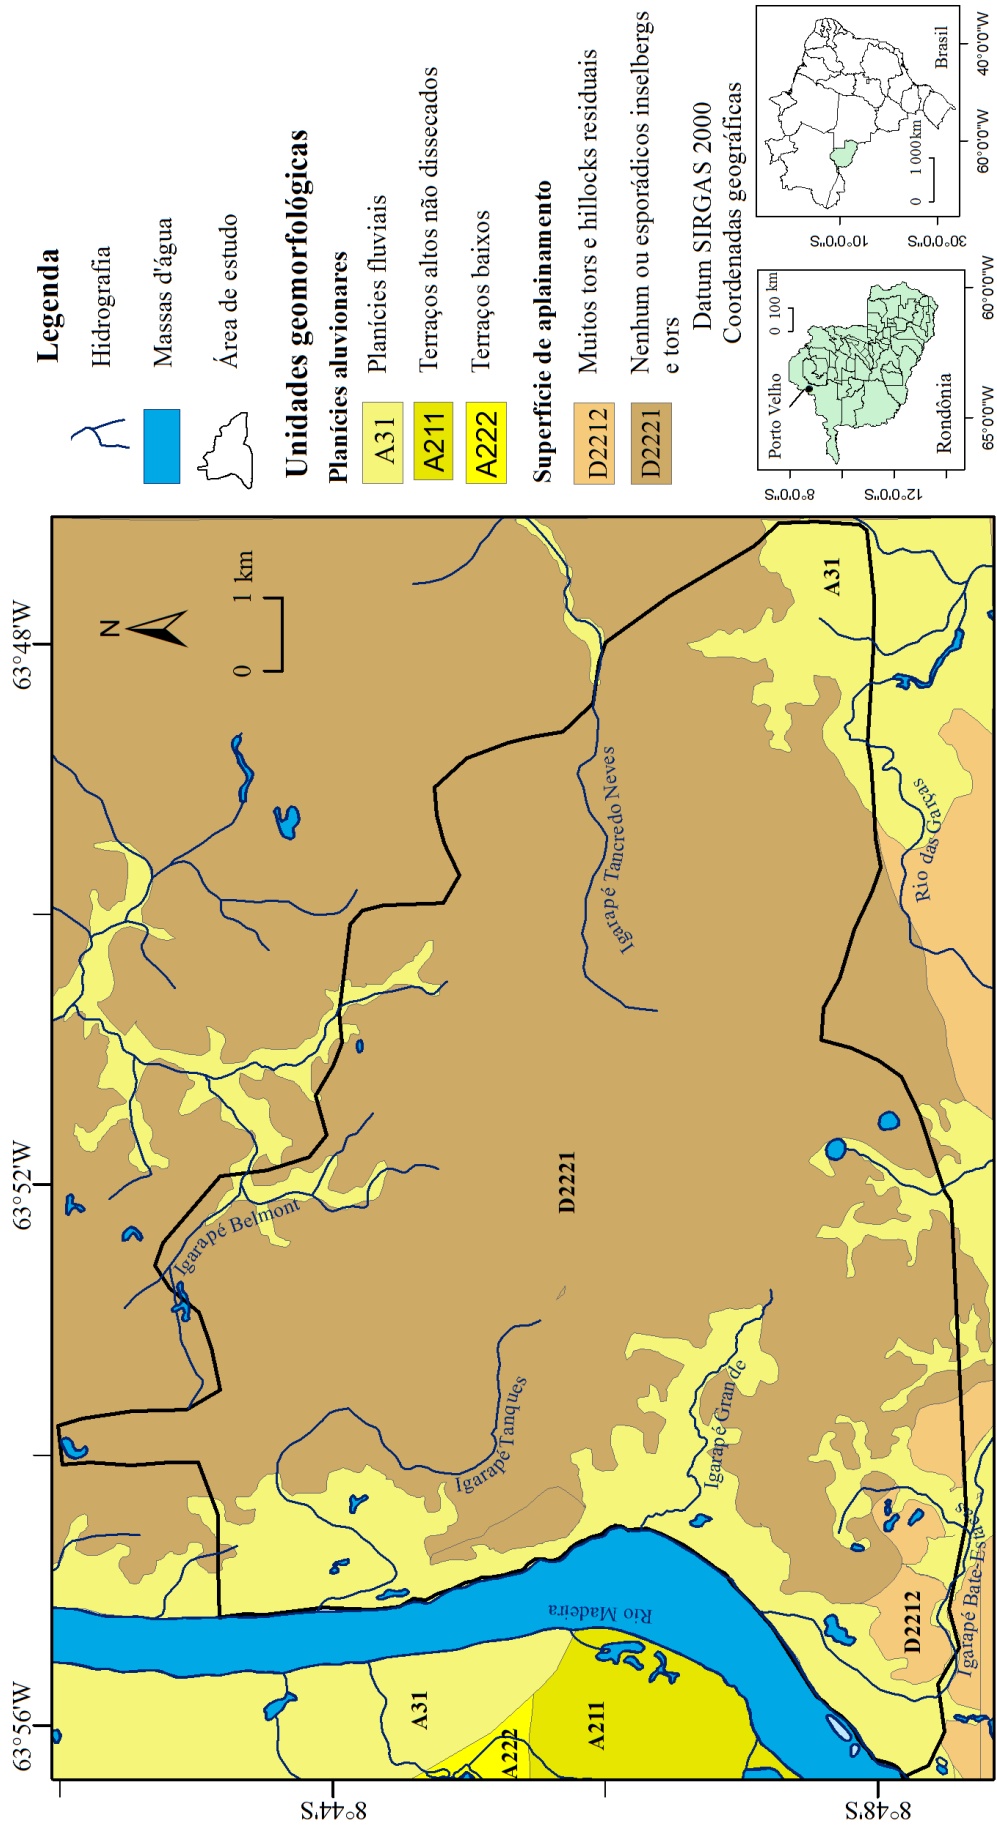 63°56'W
63°52'W
63°48'W
8°44'S
8°48'S
N
0
1 km
Igarapé Belmont
Igarapé Tanques
Igarapé Tancredo Neves
Igarapé Grande
Rio das Garças
Rio Madeira
Igarapé Bate-Estacas
A31
A222
A211
D2221
D2212
A31
Legenda
Hidrografia
Massas d'água
Área de estudo
Unidades geomorfológicas
Planícies aluvionares
A31 Planícies fluviais
A211 Terraços altos não dissecados
A222 Terraços baixos
Superfície de aplainamento
D2212 Muitos tors e hillocks residuais
D2221 Nenhum ou esporádicos inselbergs
e tors
Datum SIRGAS 2000
Coordenadas geográficas
Porto Velho
0 100 km
Rondônia
8°0'0"S
12°0'0"S
65°0'0"W
60°0'0"W
0 1 000 km
Brasil
10°0'0"S
30°0'0"S
60°0'0"W
40°0'0"W